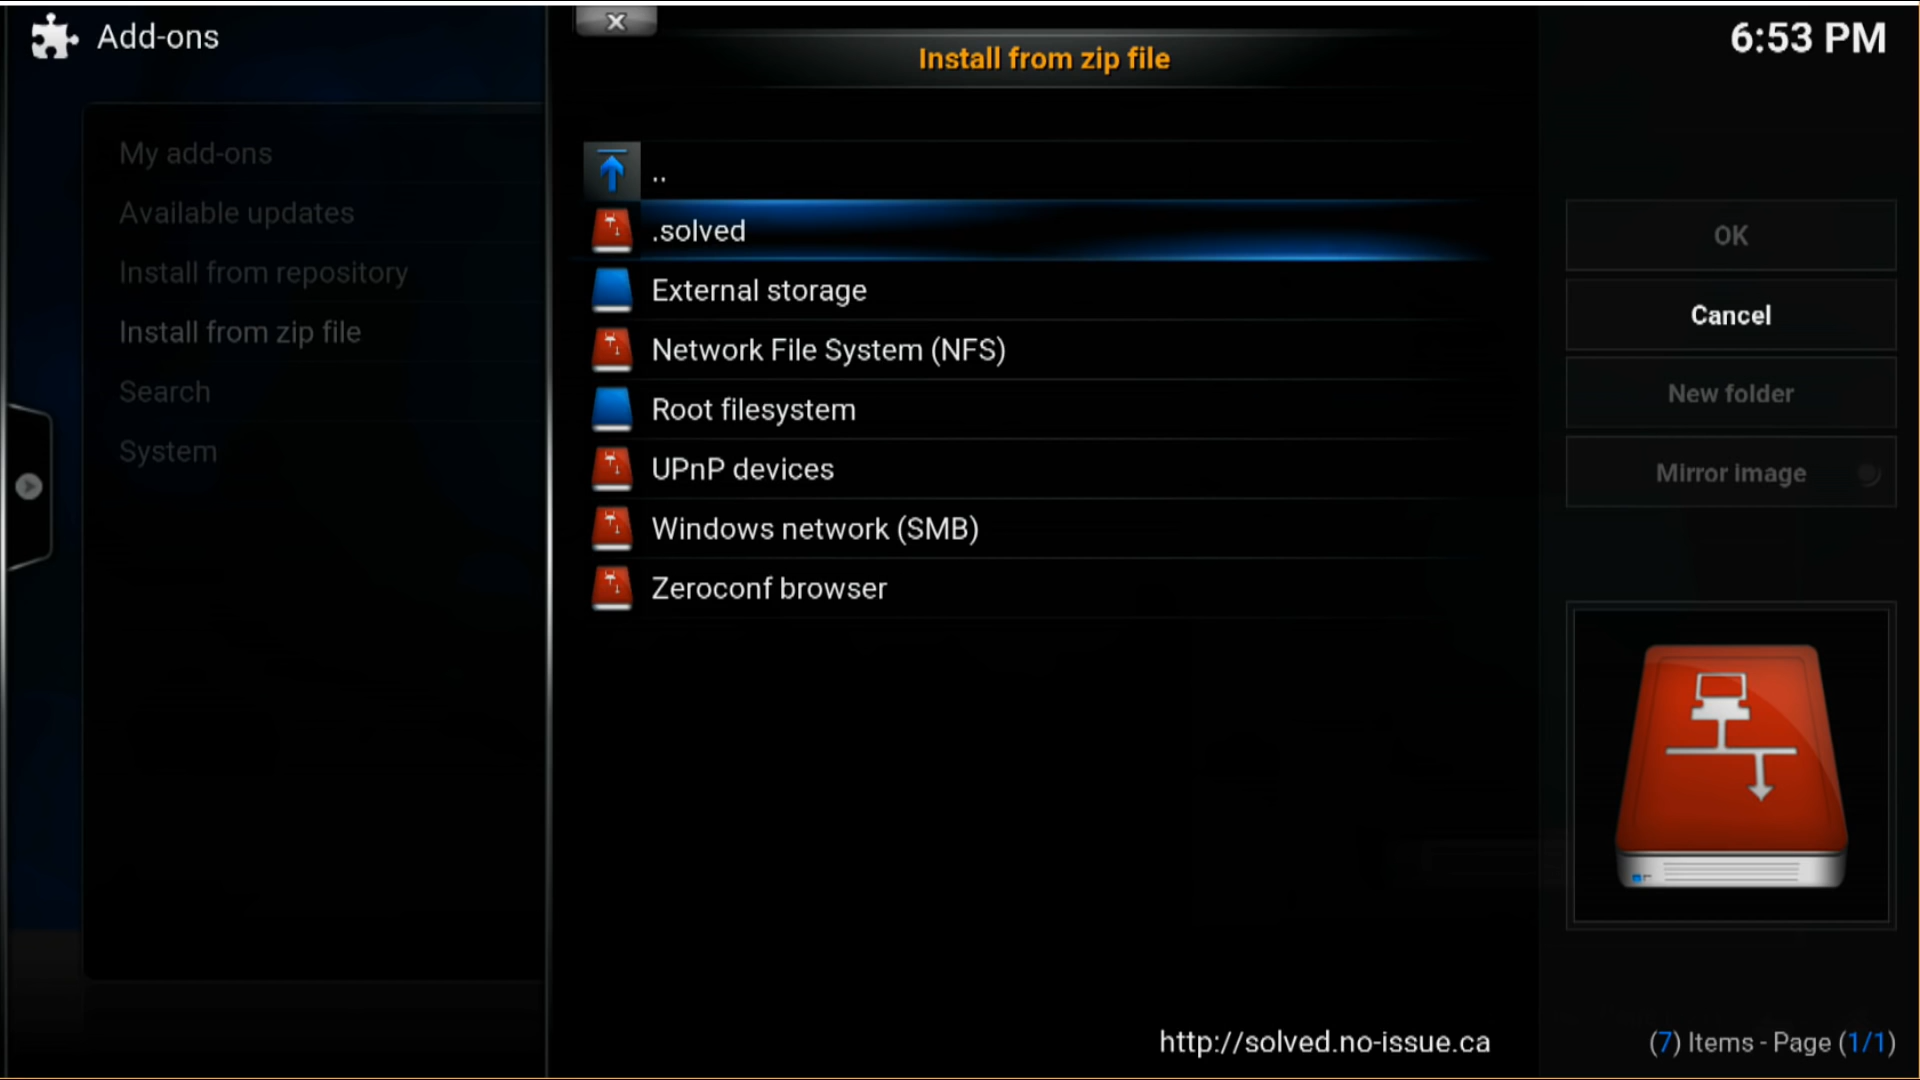 Add-ons
X
Install from zip file
6:53 PM
My add-ons
Available updates
Install from repository
Install from zip file
Search
System
..
.solved
External storage
Network File System (NFS)
Root filesystem
UPnP devices
Windows network (SMB)
Zeroconf browser
OK
Cancel
New folder
Mirror image
http://solved.no-issue.ca
(7) Items - Page (1/1)